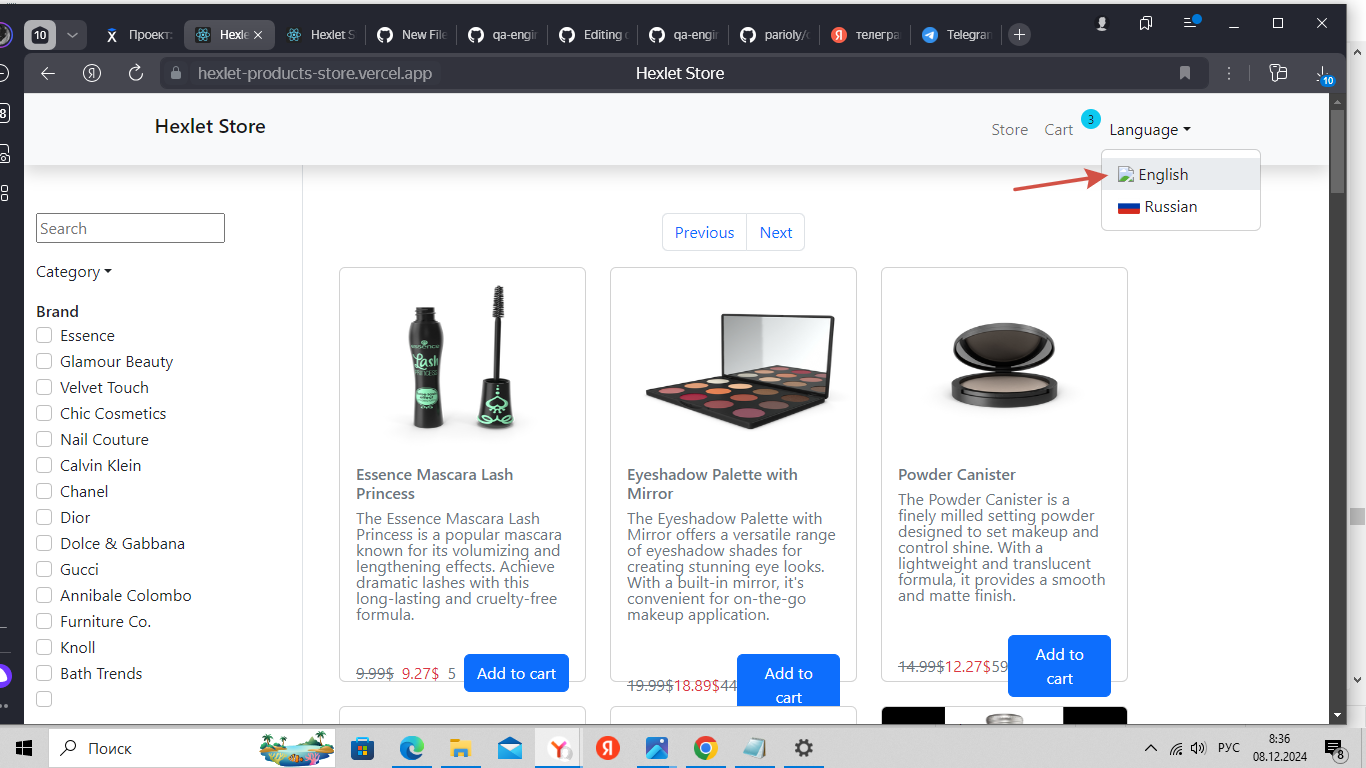 10
Проект:
Hexle
Hexlet S
New File
qa-engir
Editing c
qa-engir
parioly/c
телегра
Telegran
hexlet-products-store.vercel.app
Hexlet Store
10
Hexlet Store
Store
Cart
3
Language
English
Russian
Search
Previous
Next
Category
Brand
Essence
Glamour Beauty
Velvet Touch
Chic Cosmetics
Nail Couture
Calvin Klein
Chanel
Dior
Dolce & Gabbana
Gucci
Annibale Colombo
Furniture Co.
Knoll
Bath Trends
Essence Mascara Lash
Princess
The Essence Mascara Lash
Princess is a popular mascara
known for its volumizing and
lengthening effects. Achieve
dramatic lashes with this
long-lasting and cruelty-free
formula.
9.99$ 9.27$ 5
Add to cart
Eyeshadow Palette with
Mirror
The Eyeshadow Palette with
Mirror offers a versatile range
of eyeshadow shades for
creating stunning eye looks.
With a built-in mirror, it's
convenient for on-the-go
makeup application.
19.99$18.89$44
Add to
cart
Powder Canister
The Powder Canister is a
finely milled setting powder
designed to set makeup and
control shine. With a
lightweight and translucent
formula, it provides a smooth
and matte finish.
14.99$12.27$59
Add to
cart
Поиск
РУС
8:36
08.12.2024
8